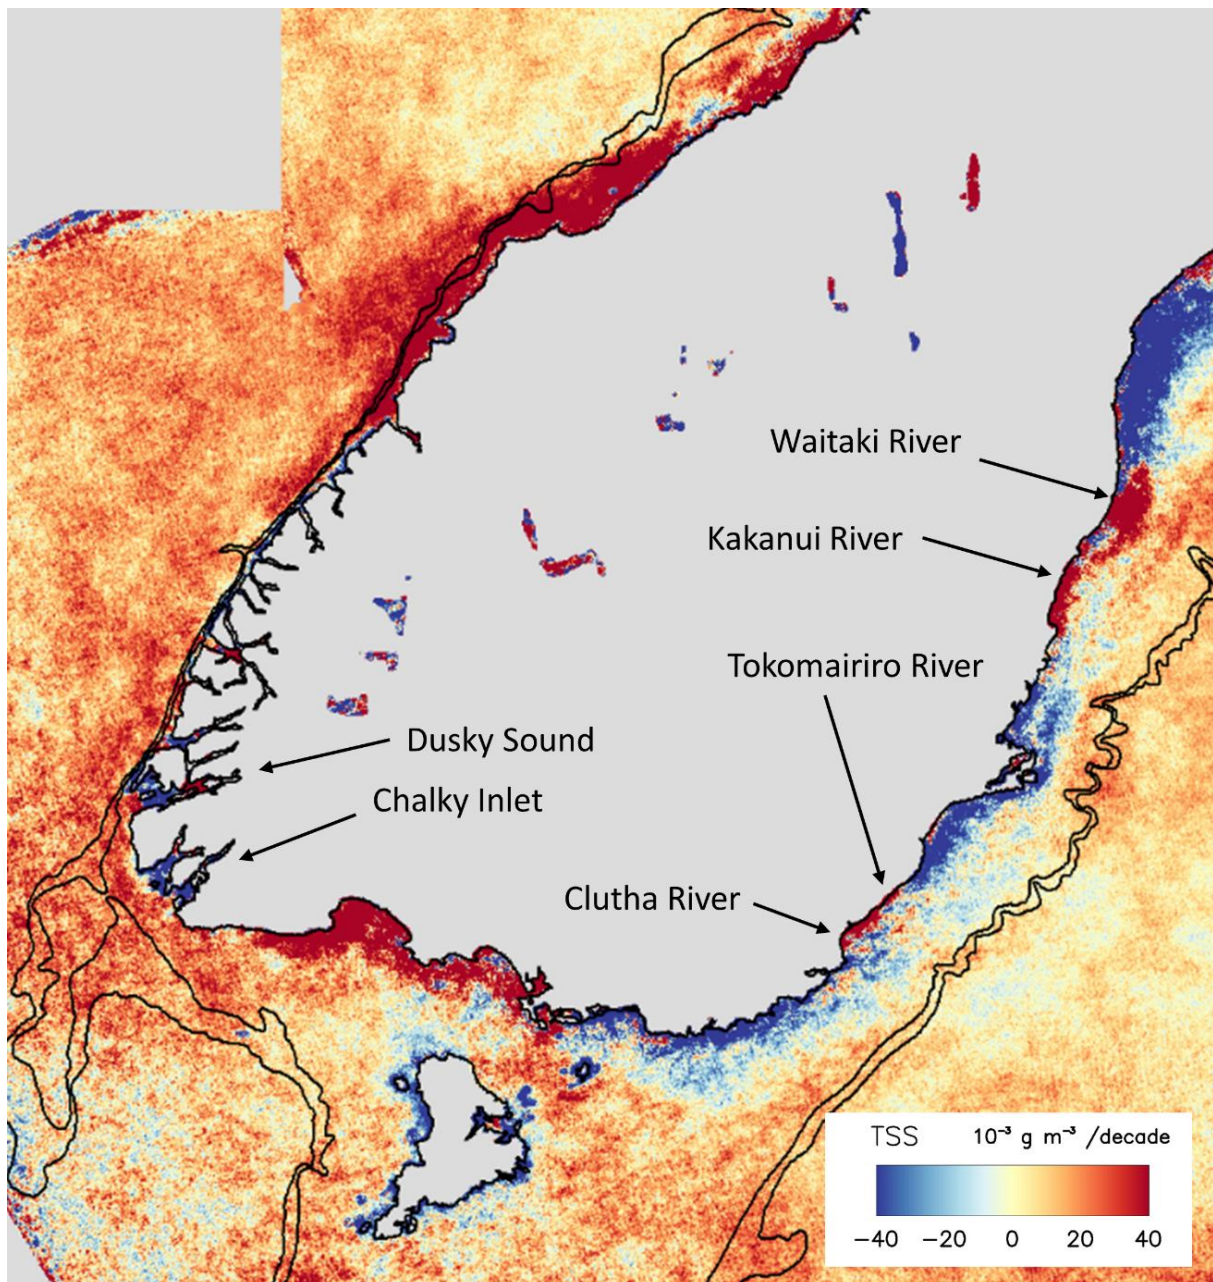 Waitaki River
Kakanui River
Tokomairiro River
Dusky Sound
Chalky Inlet
Clutha River
TSS 10⁻³ g m⁻³ /decade
−40 −20 0 20 40